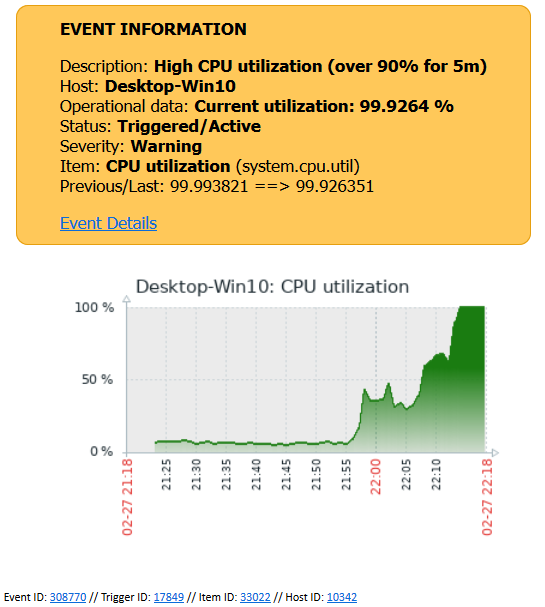 EVENT INFORMATION
Description: High CPU utilization (over 90% for 5m)
Host: Desktop-Win10
Operational data: Current utilization: 99.9264 %
Status: Triggered/Active
Severity: Warning
Item: CPU utilization (system.cpu.util)
Previous/Last: 99.993821 ==> 99.926351
Event Details
Desktop-Win10: CPU utilization
100 %
50 %
0 %
02-27 21:18
21:25
21:30
21:35
21:40
21:45
21:50
21:55
22:00
22:05
22:10
02-27 22:18
Event ID: 308770 // Trigger ID: 17849 // Item ID: 33022 // Host ID: 10342